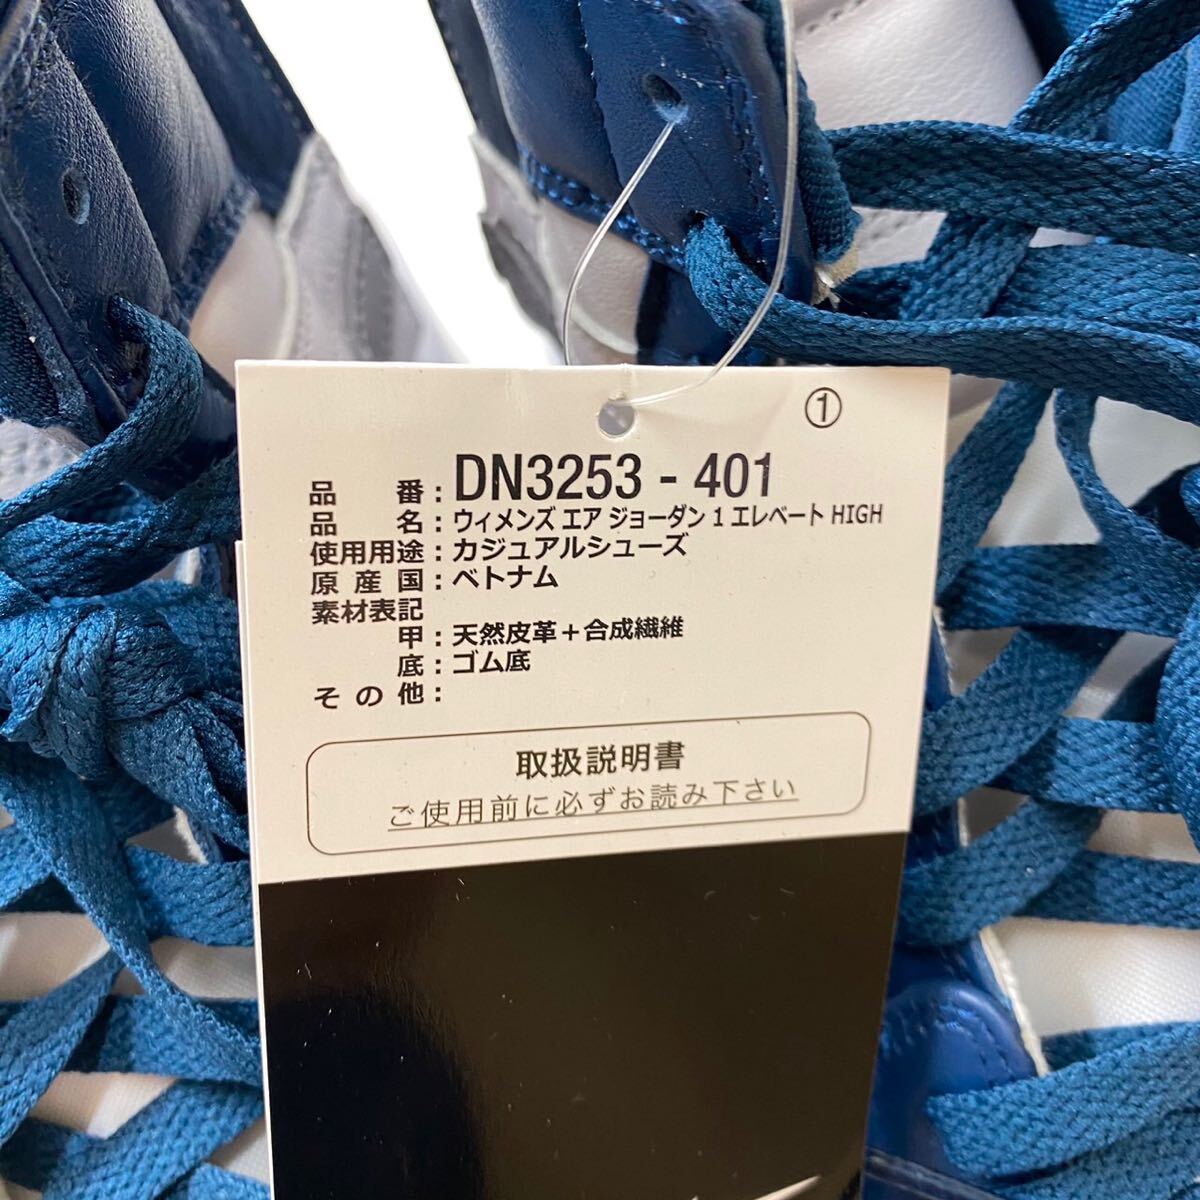 ①
品番：DN3253 - 401
品名：ウィメンズ エア ジョーダン 1 エレベート HIGH
使用用途：カジュアルシューズ
原産国：ベトナム
素材表記
甲：天然皮革＋合成繊維
底：ゴム底
その他：
取扱説明書
ご使用前に必ずお読み下さい